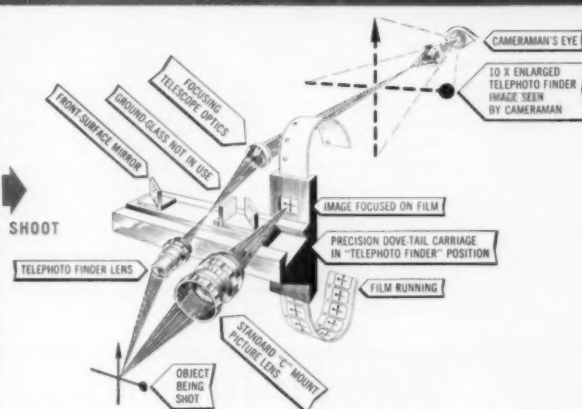 CAMERAMAN'S EYE
10 X ENLARGED
TELEPHOTO FINDER
IMAGE SEEN
BY CAMERAMAN
FOCUSING
TELESCOPE OPTICS
GROUND-GLASS NOT IN USE
FRONT-SURFACE MIRROR
SHOOT
IMAGE FOCUSED ON FILM
PRECISION DOVE-TAIL CARRIAGE
IN "TELEPHOTO FINDER" POSITION
TELEPHOTO FINDER LENS
FILM RUNNING
STANDARD "C" MOUNT
PICTURE LENS
OBJECT
BEING
SHOT